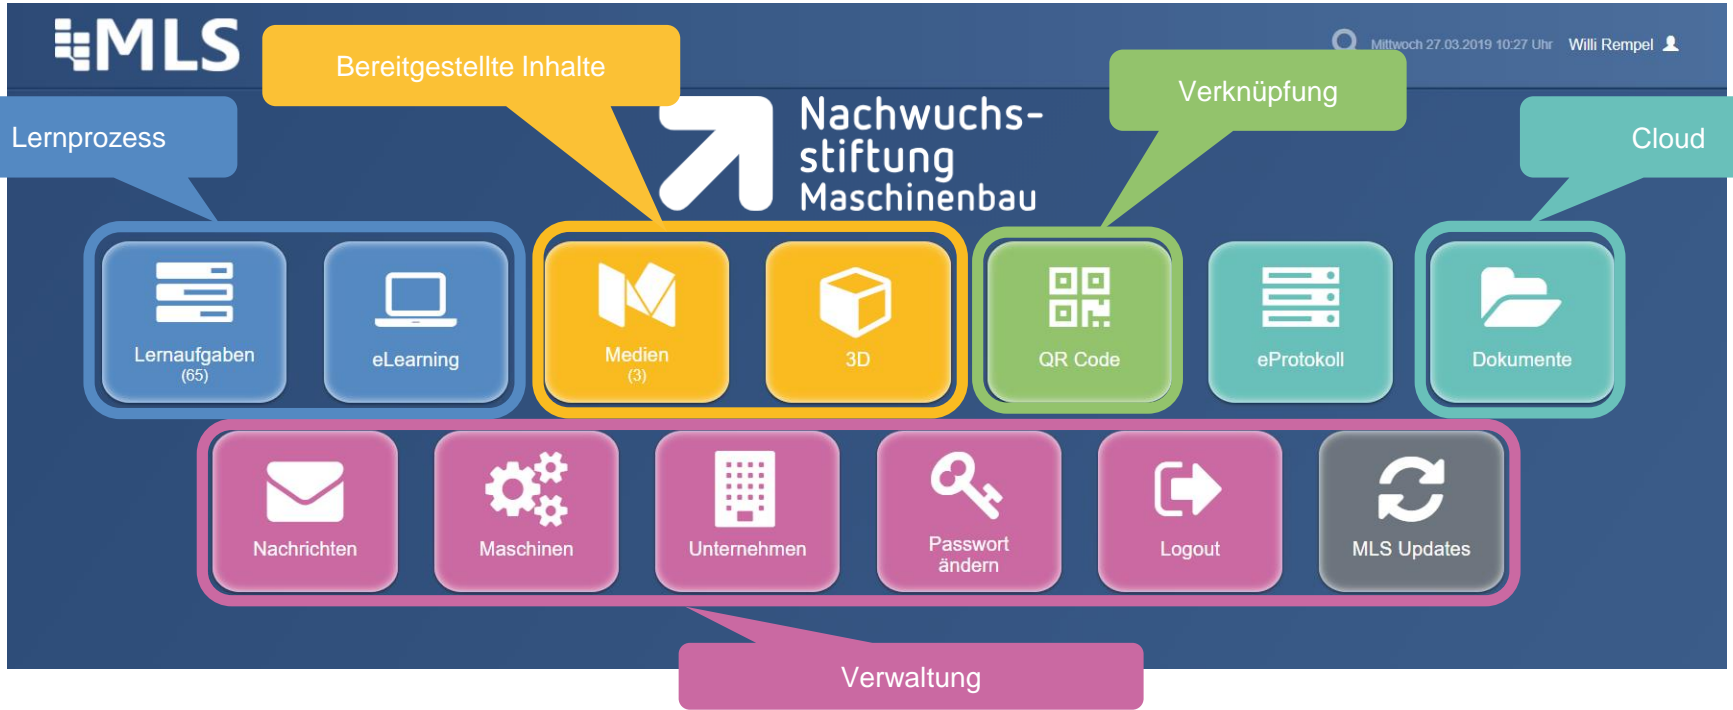 MLS
Bereitgestellte Inhalte
Mittwoch 27.03.2019 10:27 Uhr
Willi Rempel
Verknüpfung
Lernprozess
Cloud
Nachwuchs-
stiftung
Maschinenbau
Lernaufgaben
(65)
eLearning
Medien
(3)
3D
QR Code
eProtokoll
Dokumente
Nachrichten
Maschinen
Unternehmen
Passwort
ändern
Logout
MLS Updates
Verwaltung